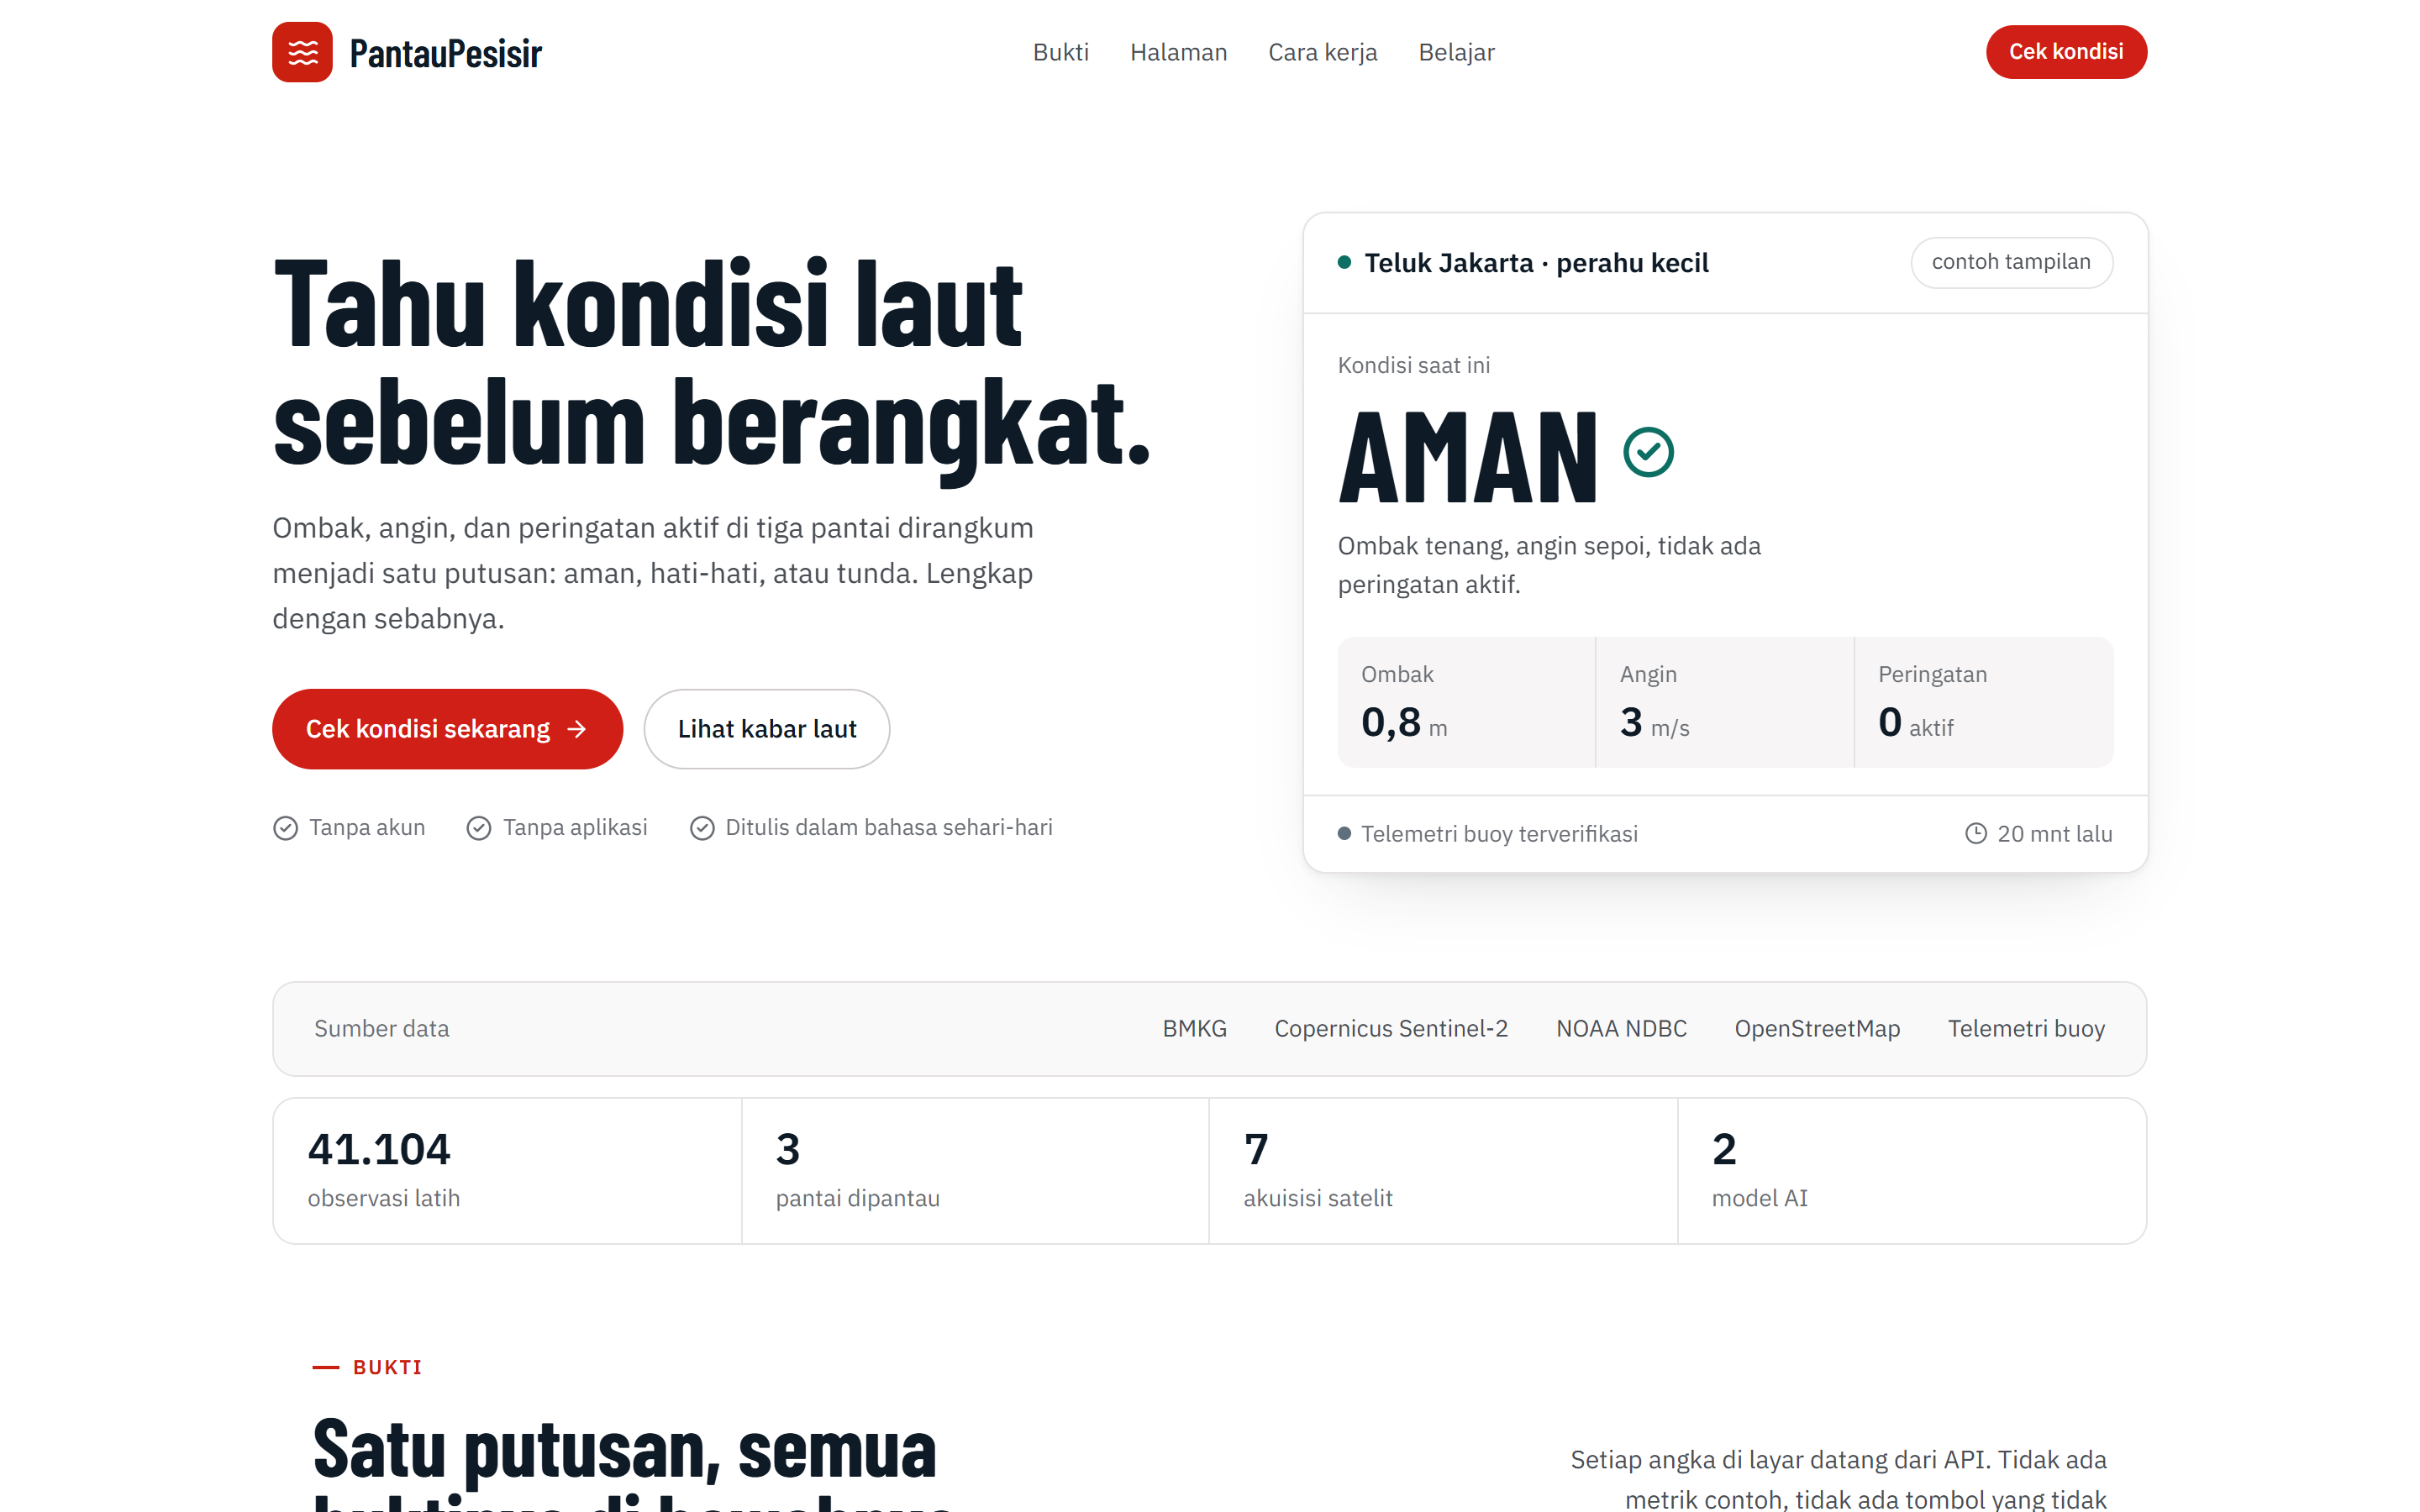 PantauPesisir
Bukti
Halaman
Cara kerja
Belajar
Cek kondisi
Tahu kondisi laut
sebelum berangkat.
Ombak, angin, dan peringatan aktif di tiga pantai dirangkum
menjadi satu putusan: aman, hati-hati, atau tunda. Lengkap
dengan sebabnya.
Cek kondisi sekarang →
Lihat kabar laut
Tanpa akun
Tanpa aplikasi
Ditulis dalam bahasa sehari-hari
Teluk Jakarta · perahu kecil
contoh tampilan
Kondisi saat ini
AMAN
Ombak tenang, angin sepoi, tidak ada
peringatan aktif.
Ombak
0,8 m
Angin
3 m/s
Peringatan
0 aktif
Telemetri buoy terverifikasi
20 mnt lalu
Sumber data
BMKG
Copernicus Sentinel-2
NOAA NDBC
OpenStreetMap
Telemetri buoy
41.104
observasi latih
3
pantai dipantau
7
akuisisi satelit
2
model AI
BUKTI
Satu putusan, semua
buktinya di bawahnya
Setiap angka di layar datang dari API. Tidak ada
metrik contoh, tidak ada tombol yang tidak